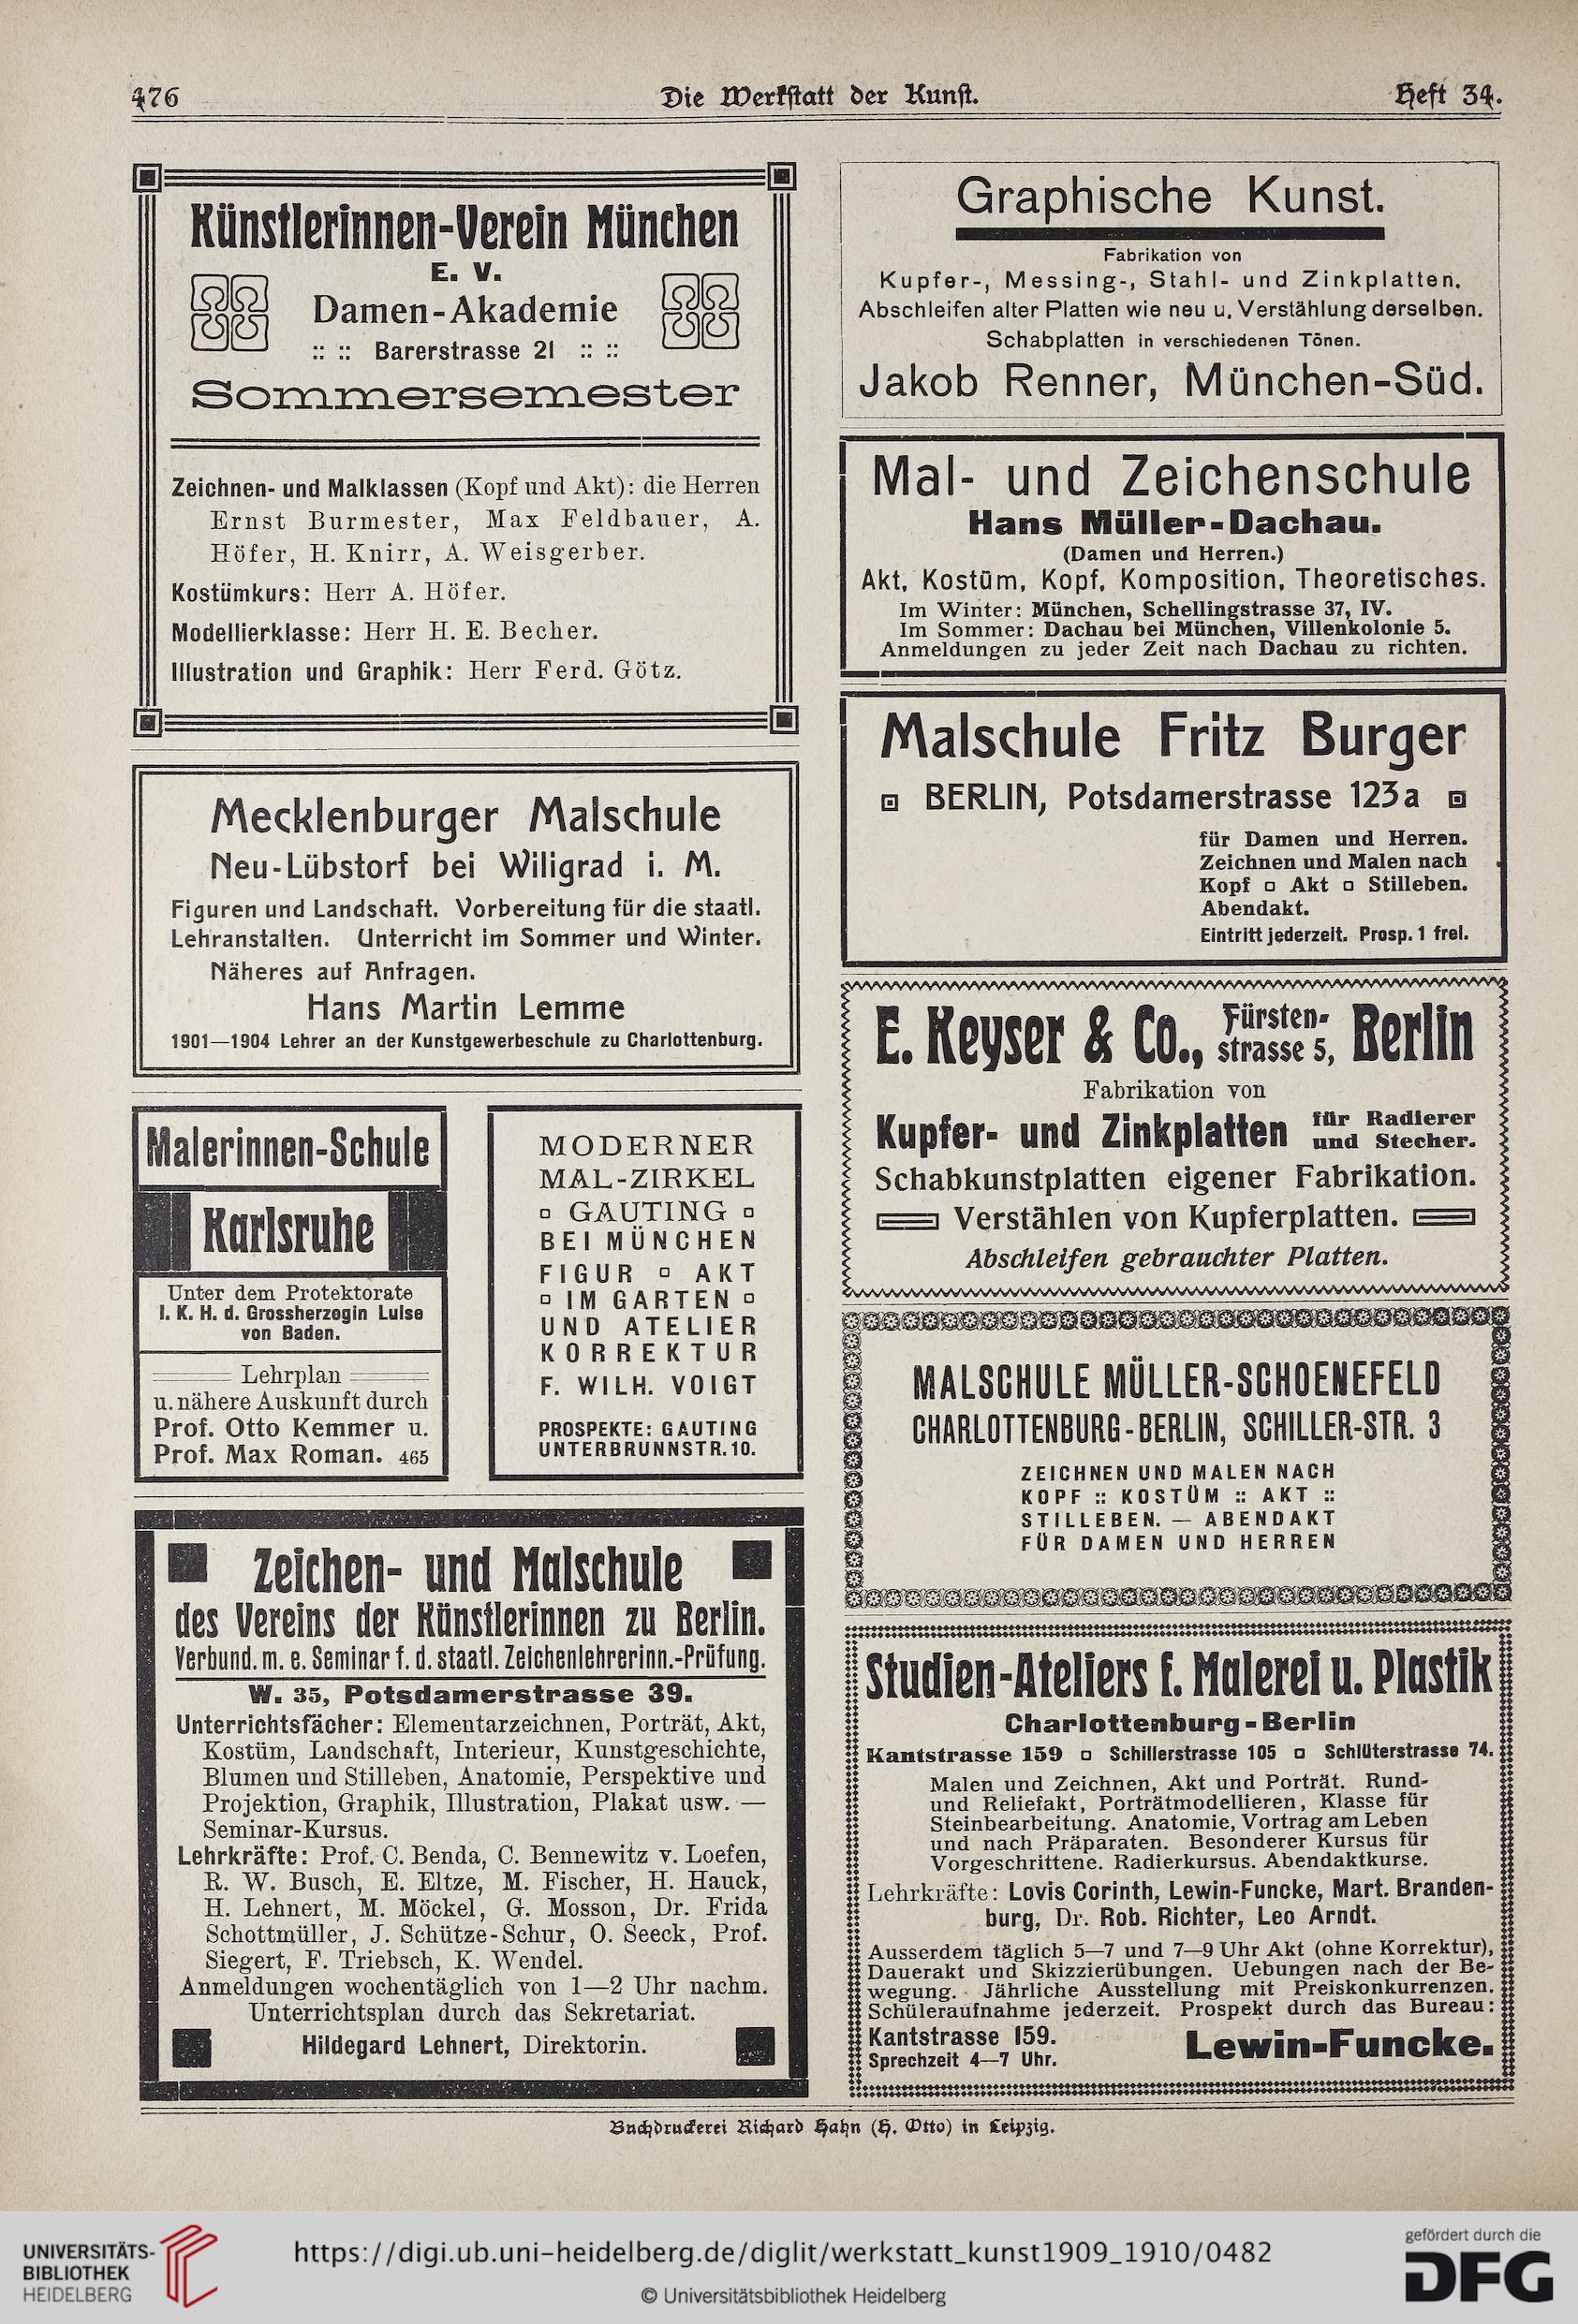 476
Die Werkstatt der Kunst.
Heft 34.
Künstlerinnen-Verein München
E. V.
Damen-Akademie
:: :: Barerstrasse 21 :: ::
Sommersemester
Zeichnen- und Malklassen (Kopf und Akt): die Herren
Ernst Burmester, Max Feldbauer, A.
Höfer, H. Knirr, A. Weisgerber.
Kostümkurs: Herr A. Höfer.
Modellierklasse: Herr H. E. Becher.
Illustration und Graphik: Herr Ferd. Götz.
Mecklenburger Malschule
Neu-Lübstorf bei Wiligrad i. M.
Figuren und Landschaft. Vorbereitung für die staatl.
Lehranstalten. Unterricht im Sommer und Winter.
Näheres auf Anfragen.
Hans Martin Lemme
1901—1904 Lehrer an der Kunstgewerbeschule zu Charlottenburg.
Malerinnen-Schule
Karlsruhe
Unter dem Protektorate
I. K. H. d. Grossherzogin Luise
von Baden.
Lehrplan
u. nähere Auskunft durch
Prof. Otto Kemmer u.
Prof. Max Roman. 465
MODERNER
MAL-ZIRKEL
▫ GAUTING ▫
BEI MÜNCHEN
FIGUR ▫ AKT
▫ IM GARTEN ▫
UND ATELIER
KORREKTUR
F. WILH. VOIGT
PROSPEKTE: GAUTING
UNTERBRUNNSTR. 10.
Zeichen- und Malschule
des Vereins der Künstlerinnen zu Berlin.
Verbund. m. e. Seminar f. d. staatl. Zeichenlehrerinn.-Prüfung.
W. 35, Potsdamerstrasse 39.
Unterrichtsfächer: Elementarzeichnen, Porträt, Akt,
Kostüm, Landschaft, Interieur, Kunstgeschichte,
Blumen und Stilleben, Anatomie, Perspektive und
Projektion, Graphik, Illustration, Plakat usw. —
Seminar-Kursus.
Lehrkräfte: Prof. C. Benda, C. Bennewitz v. Loefen,
R. W. Busch, E. Eltze, M. Fischer, H. Hauck,
H. Lehnert, M. Möckel, G. Mosson, Dr. Frida
Schottmüller, J. Schütze-Schur, O. Seeck, Prof.
Siegert, F. Triebsch, K. Wendel.
Anmeldungen wochentäglich von 1—2 Uhr nachm.
Unterrichtsplan durch das Sekretariat.
Hildegard Lehnert, Direktorin.
Graphische Kunst.
Fabrikation von
Kupfer-, Messing-, Stahl- und Zinkplatten.
Abschleifen alter Platten wie neu u. Verstählung derselben.
Schabplatten in verschiedenen Tönen.
Jakob Renner, München-Süd.
Mal- und Zeichenschule
Hans Müller-Dachau.
(Damen und Herren.)
Akt, Kostüm, Kopf, Komposition, Theoretisches.
Im Winter: München, Schellingstrasse 37, IV.
Im Sommer: Dachau bei München, Villenkolonie 5.
Anmeldungen zu jeder Zeit nach Dachau zu richten.
Malschule Fritz Burger
BERLIN, Potsdamerstrasse 123a
für Damen und Herren.
Zeichnen und Malen nach
Kopf ▫ Akt ▫ Stilleben.
Abendakt.
Eintritt jederzeit. Prosp. 1 frei.
E. Keyser & Co., Fürsten-
strasse 5, Berlin
Fabrikation von
Kupfer- und Zinkplatten für Radierer
und Stecher.
Schabkunstplatten eigener Fabrikation.
Verstählen von Kupferplatten.
Abschleifen gebrauchter Platten.
MALSCHULE MÜLLER-SCHOENEFELD
CHARLOTTENBURG-BERLIN, SCHILLER-STR. 3
ZEICHNEN UND MALEN NACH
KOPF :: KOSTÜM :: AKT ::
STILLEBEN. — ABENDAKT
FÜR DAMEN UND HERREN
Studien-Ateliers f. Malerei u. Plastik
Charlottenburg-Berlin
Kantstrasse 159 ▫ Schillerstrasse 105 ▫ Schlüterstrasse 74.
Malen und Zeichnen, Akt und Porträt. Rund-
und Reliefakt, Porträtmodellieren, Klasse für
Steinbearbeitung. Anatomie, Vortrag am Leben
und nach Präparaten. Besonderer Kursus für
Vorgeschrittene. Radierkursus. Abendaktkurse.
Lehrkräfte: Lovis Corinth, Lewin-Funcke, Mart. Branden-
burg, Dr. Rob. Richter, Leo Arndt.
Ausserdem täglich 5—7 und 7—9 Uhr Akt (ohne Korrektur),
Dauerakt und Skizzierübungen. Uebungen nach der Be-
wegung. Jährliche Ausstellung mit Preiskonkurrenzen.
Schüleraufnahme jederzeit. Prospekt durch das Bureau:
Kantstrasse 159.
Sprechzeit 4—7 Uhr.
Lewin-Funcke.
Buchdruckerei Richard Hahn (H. Otto) in Leipzig.
UNIVERSITÄTS-
BIBLIOTHEK
HEIDELBERG
https://digi.ub.uni-heidelberg.de/diglit/werkstatt_kunst1909_1910/0482
© Universitätsbibliothek Heidelberg
gefördert durch die
DFG